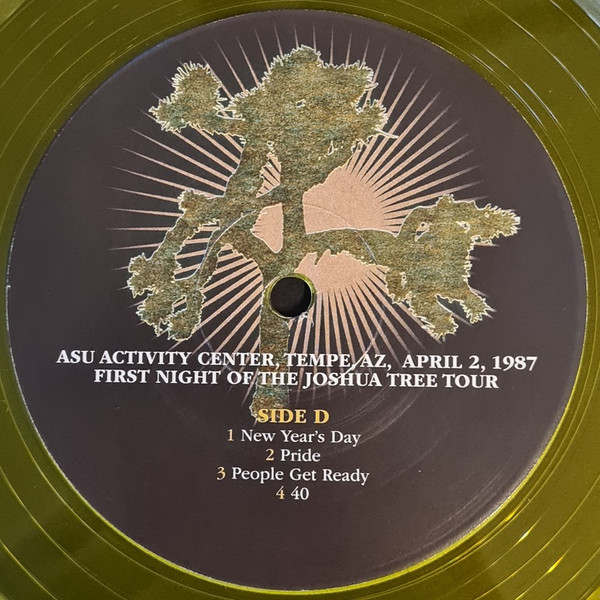 ASU ACTIVITY CENTER, TEMPE, AZ, APRIL 2, 1987
FIRST NIGHT OF THE JOSHUA TREE TOUR
SIDE D
1 New Year's Day
2 Pride
3 People Get Ready
4 40